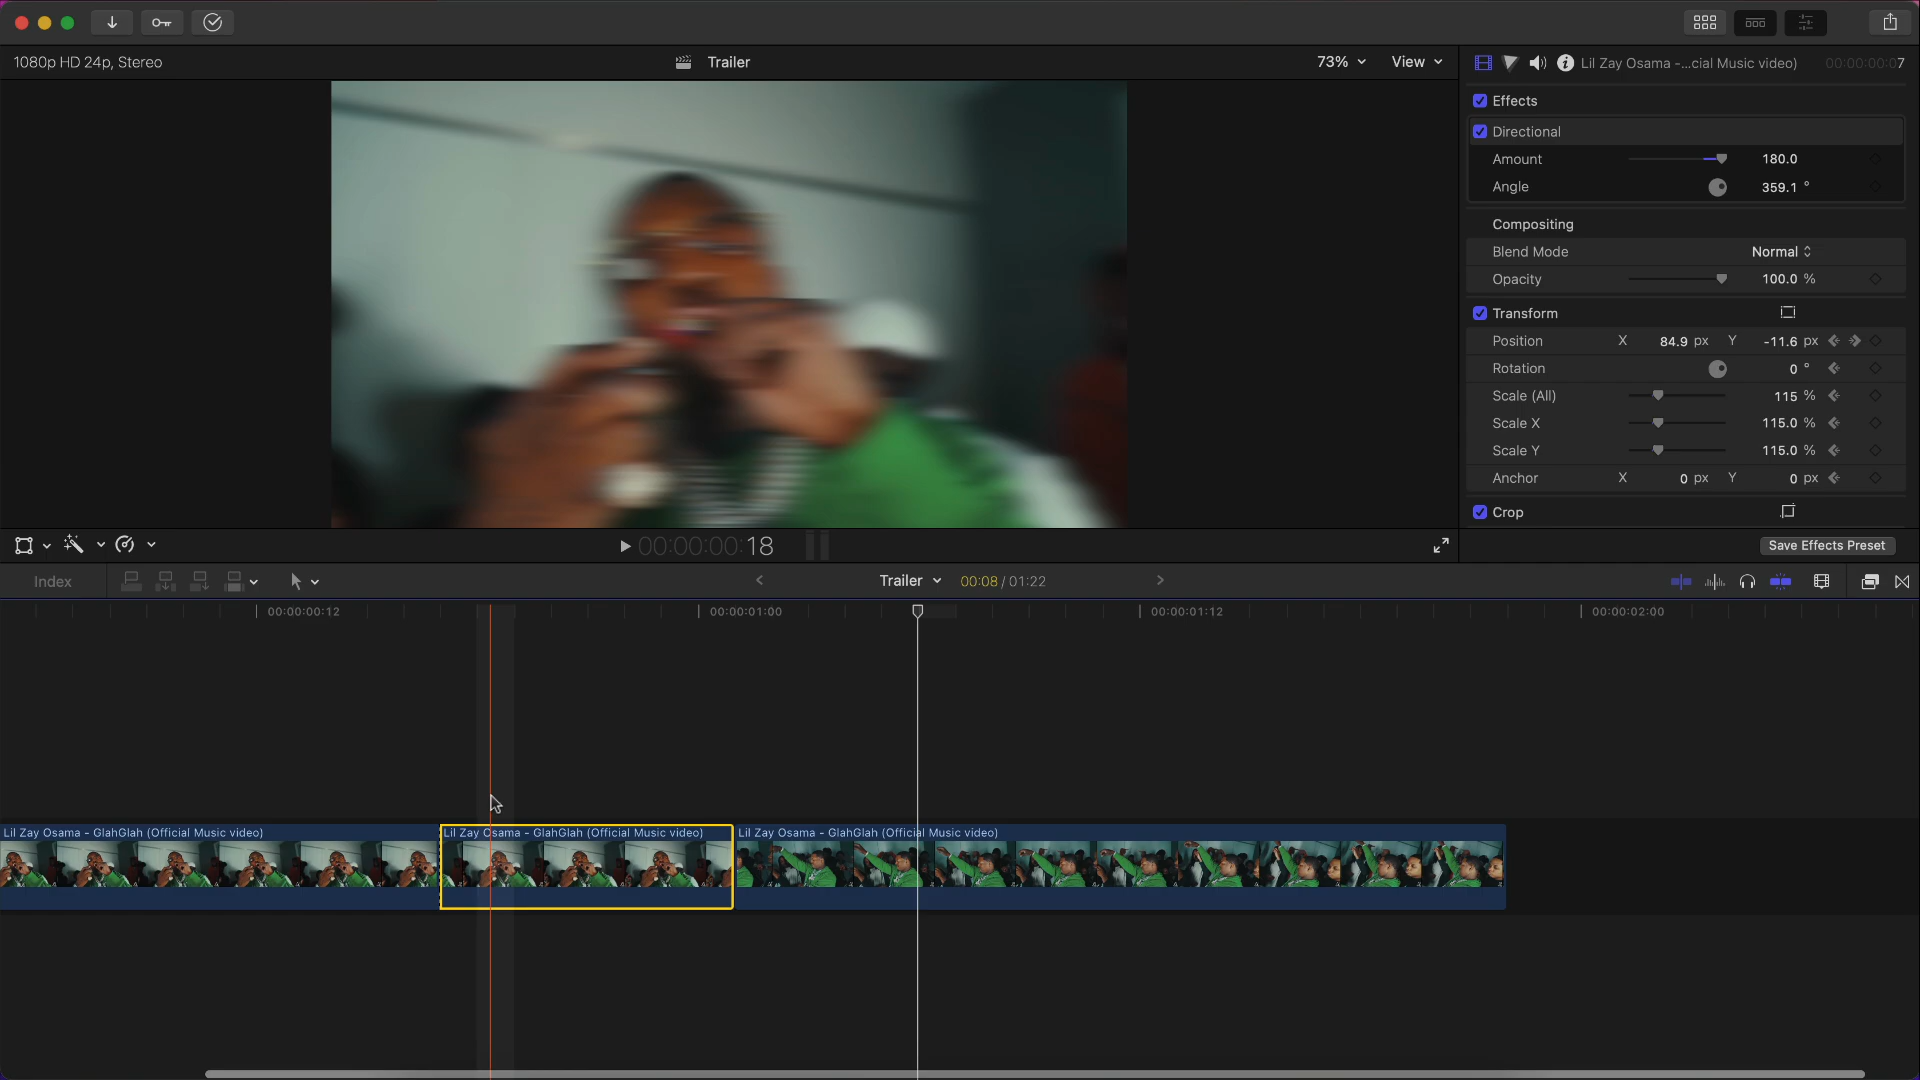 1080p HD 24p, Stereo
Trailer
73%
View
Lil Zay Osama -...cial Music video)
00:00:00:07
Effects
Directional
Amount 180.0
Angle 359.1 °
Compositing
Blend Mode Normal
Opacity 100.0 %
Transform
Position X 84.9 px Y -11.6 px
Rotation 0 °
Scale (All) 115 %
Scale X 115.0 %
Scale Y 115.0 %
Anchor X 0 px Y 0 px
Crop
00:00:00:18
Save Effects Preset
Index
Trailer
00:08 / 01:22
00:00:00:12
00:00:01:00
00:00:01:12
00:00:02:00
Lil Zay Osama - GlahGlah (Official Music video)
Lil Zay Osama - GlahGlah (Official Music video)
Lil Zay Osama - GlahGlah (Official Music video)